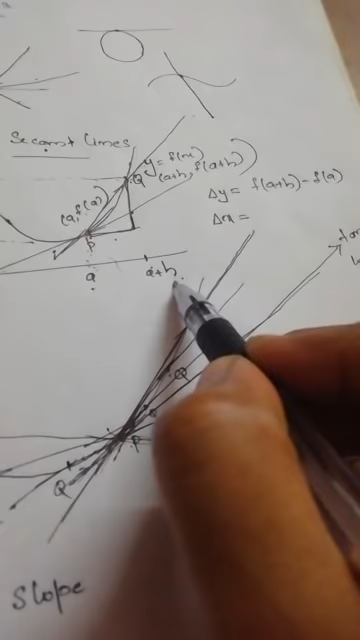 Secant lines
y = f(x)
Q (a+h, f(a+h))
(a, f(a))
Δy = f(a+h) - f(a)
Δx =
P
a
a+h
Q
P
Q
Slope